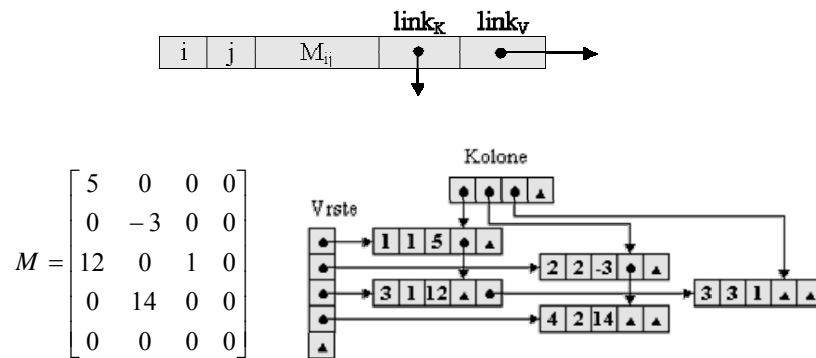 link_K link_V
i j M_ij
M = [5 0 0 0
0 −3 0 0
12 0 1 0
0 14 0 0
0 0 0 0]
Kolone
Vrste
1 1 5
2 2 -3
3 1 12
3 3 1
4 2 14